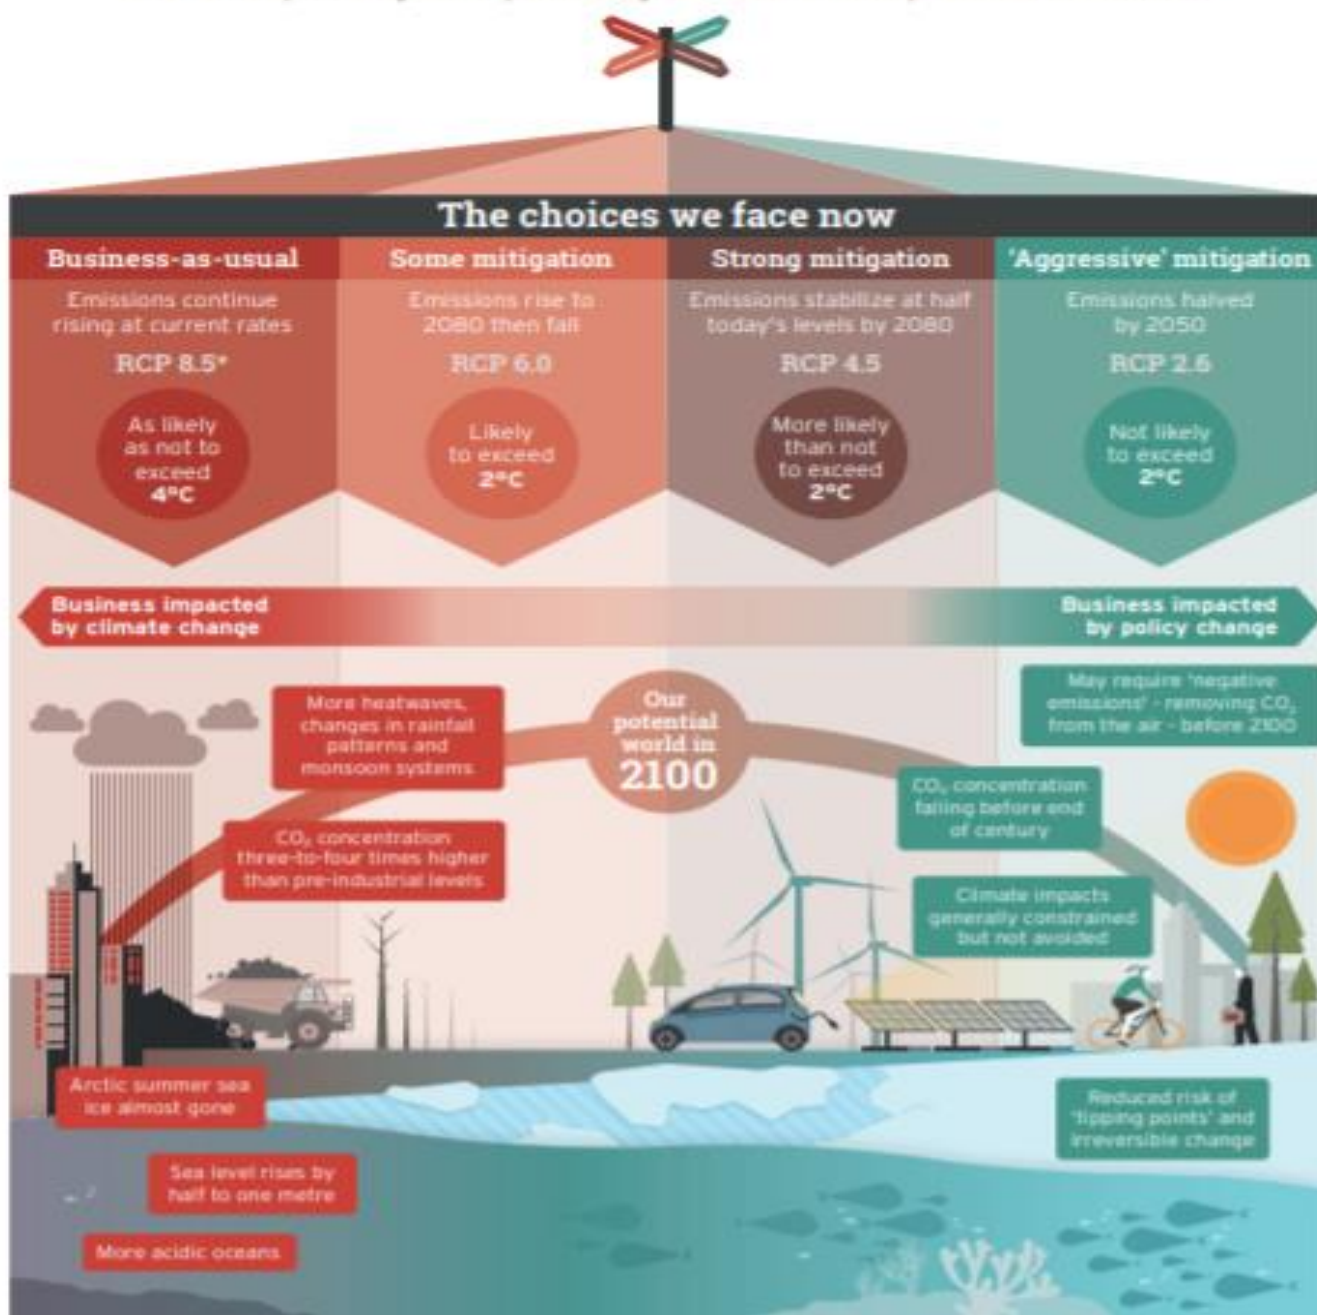 The choices we face now
Business-as-usual
Emissions continue
rising at current rates
RCP 8.5*
As likely
as not to
exceed
4°C
Some mitigation
Emissions rise to
2080 then fall
RCP 6.0
Likely
to exceed
2°C
Strong mitigation
Emissions stabilize at half
today's levels by 2080
RCP 4.5
More likely
than not
to exceed
2°C
'Aggressive' mitigation
Emissions halved
by 2050
RCP 2.6
Not likely
to exceed
2°C
Business impacted
by climate change
Business impacted
by policy change
More heatwaves,
changes in rainfall
patterns and
monsoon systems
Our
potential
world in
2100
May require 'negative
emissions' - removing CO₂
from the air - before 2100
CO₂ concentration
three-to-four times higher
than pre-industrial levels
CO₂ concentration
falling before end
of century
Climate impacts
generally constrained
but not avoided
Arctic summer sea
ice almost gone
Sea level rises by
half to one metre
More acidic oceans
Reduced risk of
'tipping points' and
irreversible change